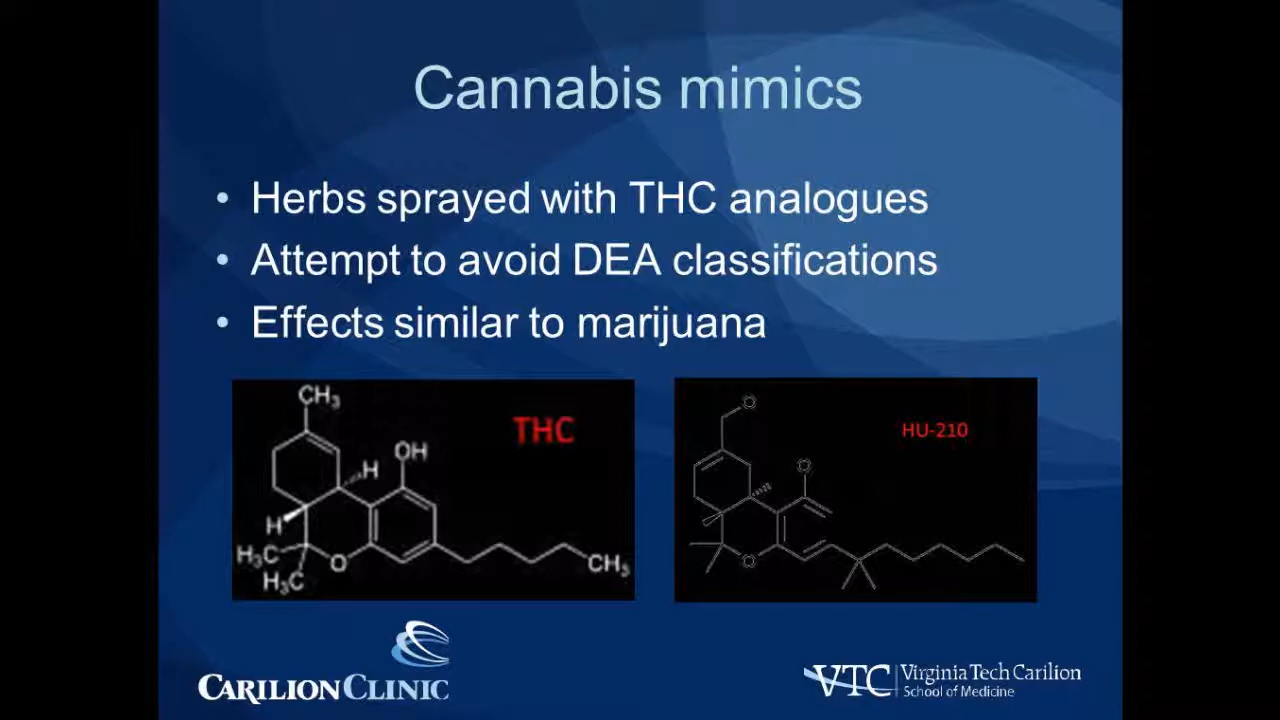 Cannabis mimics
• Herbs sprayed with THC analogues
• Attempt to avoid DEA classifications
• Effects similar to marijuana
CH₃
THC
OH
H
H
H₃C
H₃C
O
CH₃
HU-210
O
O
O
CARILION CLINIC
VTC Virginia Tech Carilion
School of Medicine